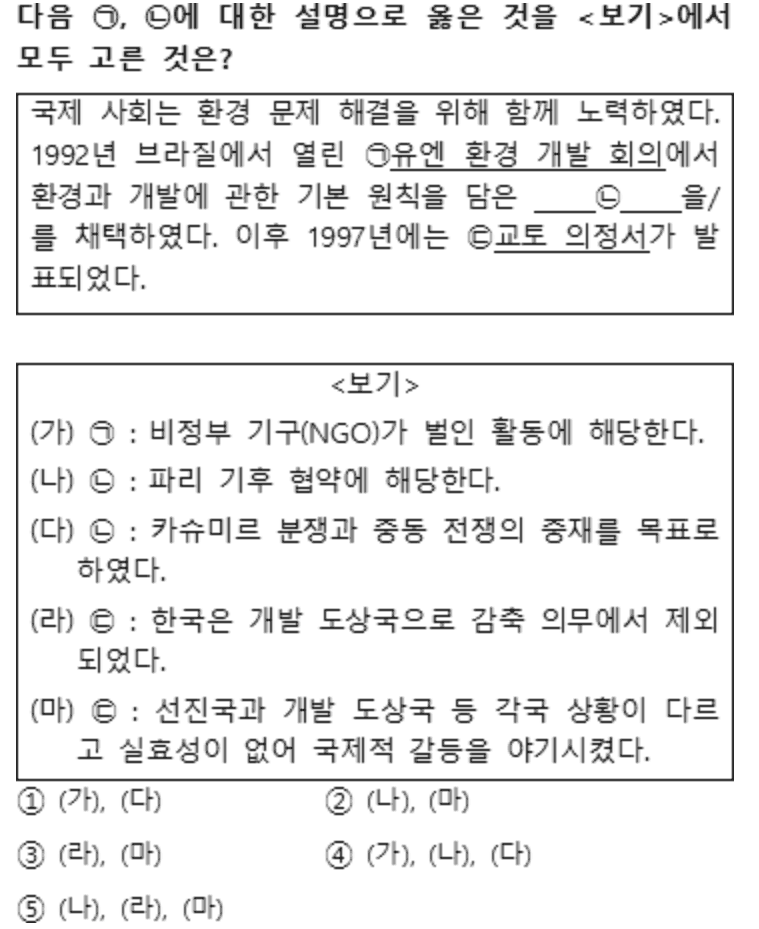 다음 ㉠, ㉡에 대한 설명으로 옳은 것을 <보기>에서
모두 고른 것은?
국제 사회는 환경 문제 해결을 위해 함께 노력하였다.
1992년 브라질에서 열린 ㉠유엔 환경 개발 회의에서
환경과 개발에 관한 기본 원칙을 담은 ____㉡____을/
를 채택하였다. 이후 1997년에는 ㉢교토 의정서가 발
표되었다.
<보기>
(가) ㉠ : 비정부 기구(NGO)가 벌인 활동에 해당한다.
(나) ㉡ : 파리 기후 협약에 해당한다.
(다) ㉡ : 카슈미르 분쟁과 중동 전쟁의 중재를 목표로
하였다.
(라) ㉢ : 한국은 개발 도상국으로 감축 의무에서 제외
되었다.
(마) ㉢ : 선진국과 개발 도상국 등 각국 상황이 다르
고 실효성이 없어 국제적 갈등을 야기시켰다.
① (가), (다) ② (나), (마)
③ (라), (마) ④ (가), (나), (다)
⑤ (나), (라), (마)